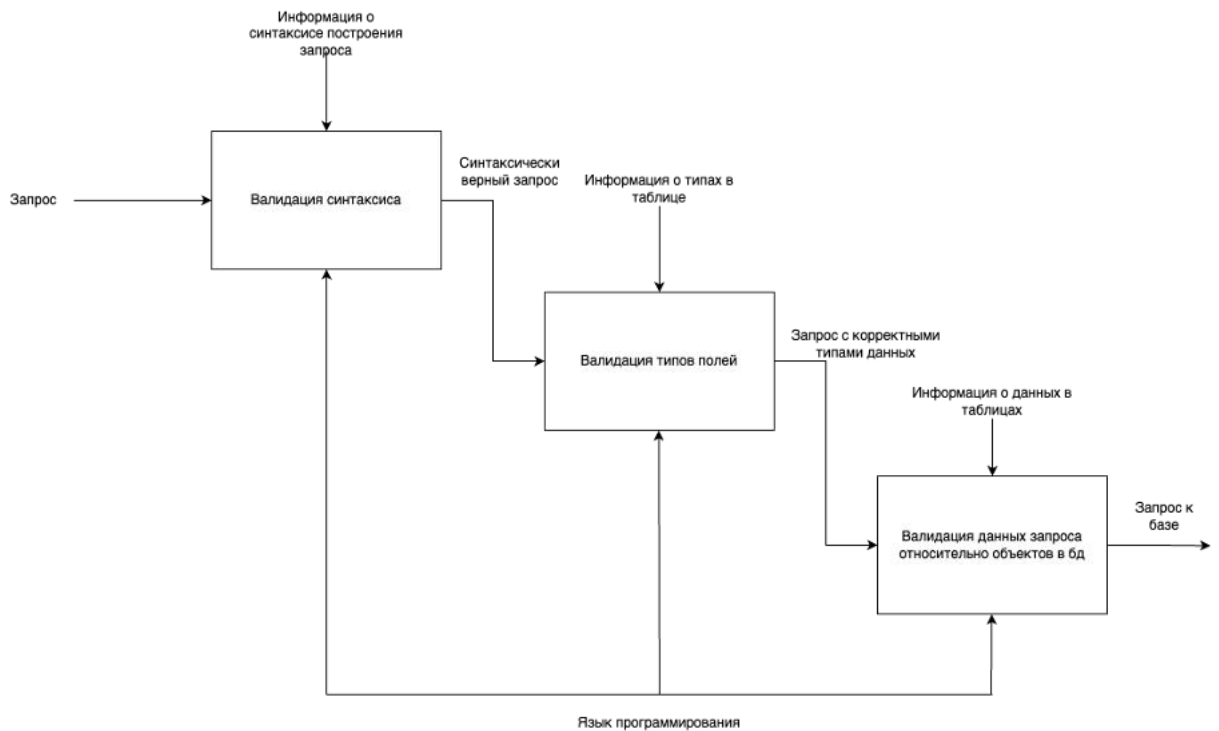 Информация о
синтаксисе построения
запроса
Запрос
Валидация синтаксиса
Синтаксически
верный запрос
Информация о типах в
таблице
Валидация типов полей
Запрос с корректными
типами данных
Информация о данных в
таблицах
Валидация данных запроса
относительно объектов в бд
Запрос к
базе
Язык программирования